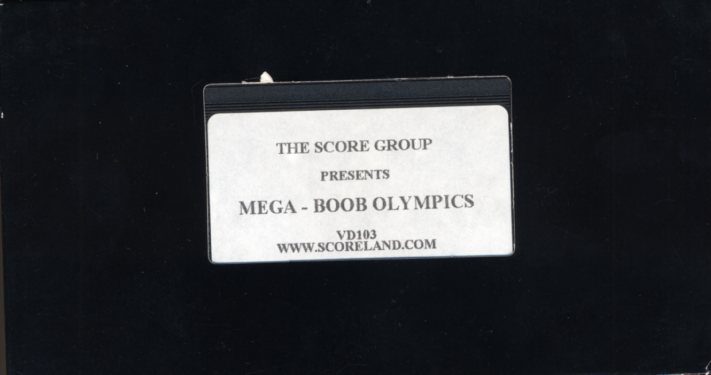 THE SCORE GROUP
PRESENTS
MEGA - BOOB OLYMPICS
VD103
WWW.SCORELAND.COM